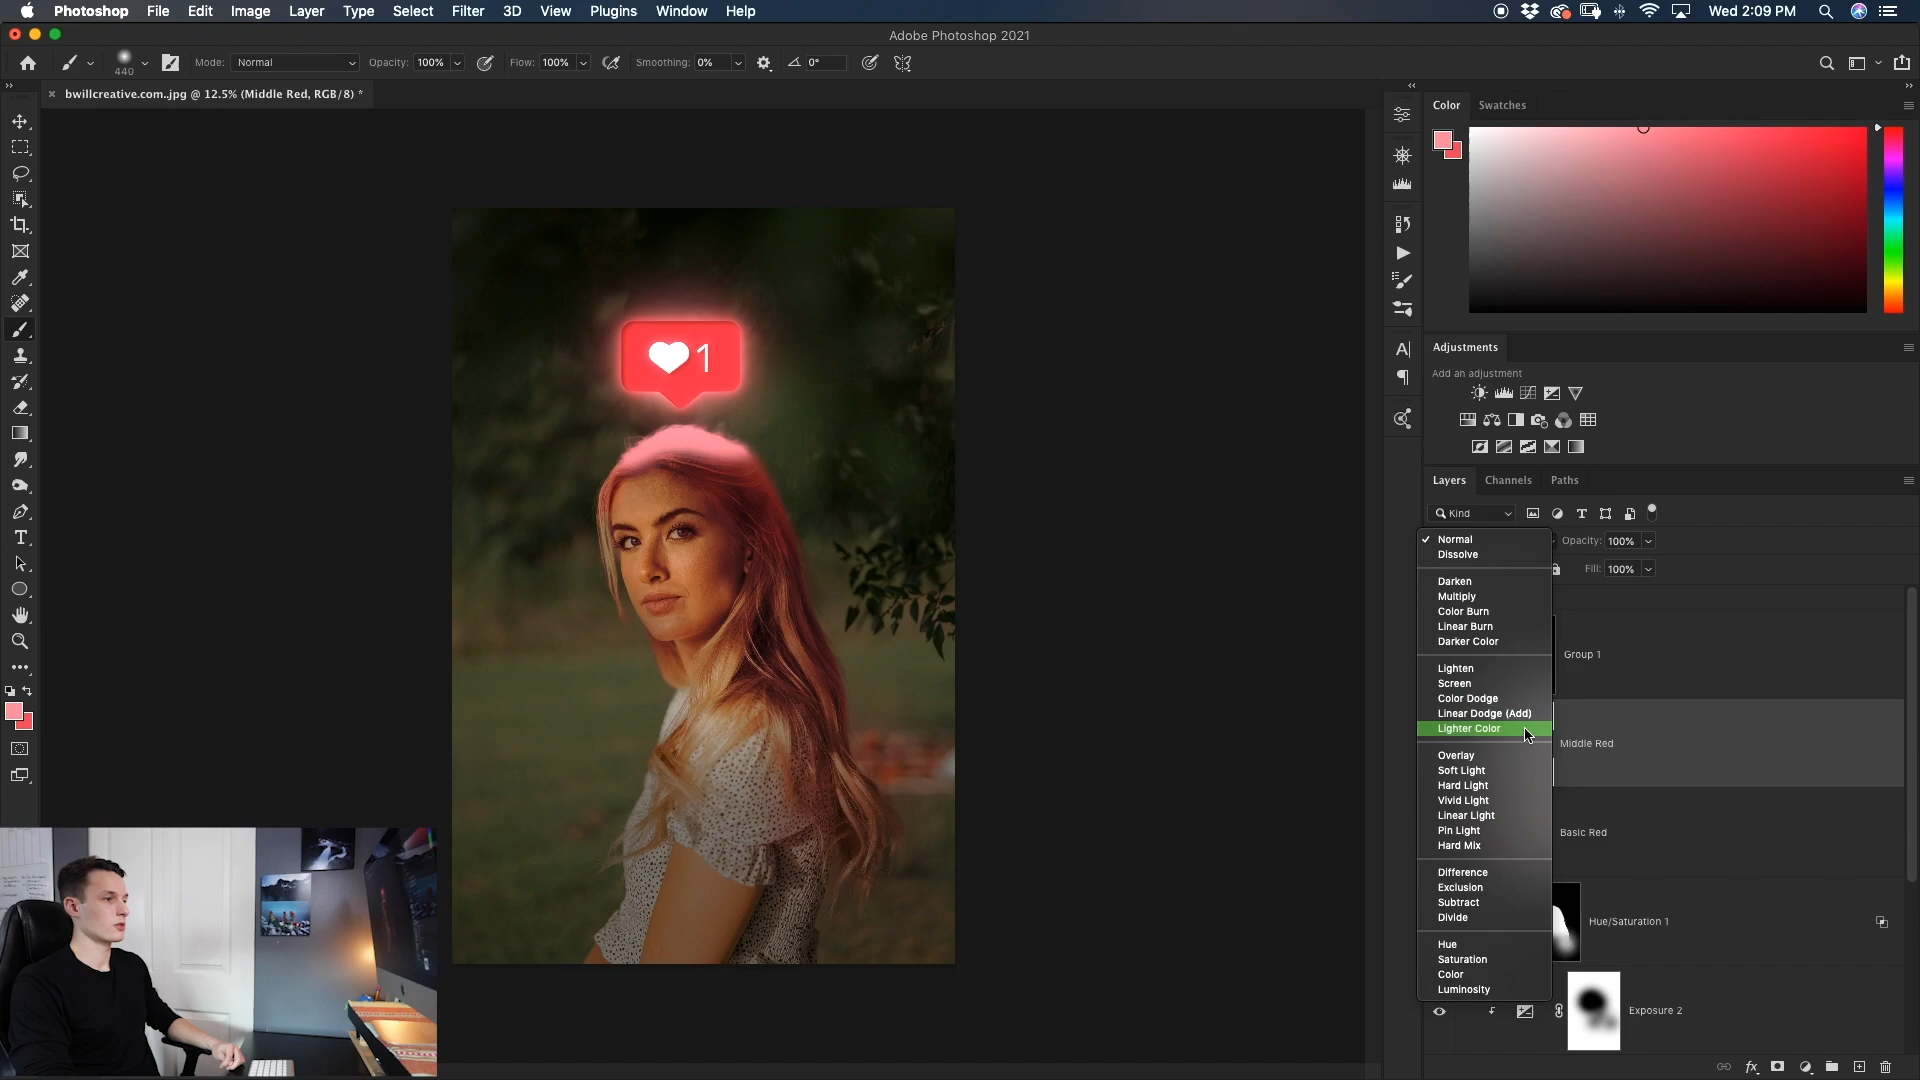 Photoshop File Edit Image Layer Type Select Filter 3D View Plugins Window Help Wed 2:09 PM
Adobe Photoshop 2021
440 Mode: Normal Opacity: 100% Flow: 100% Smoothing: 0% 0°
bwillcreative.com..jpg @ 12.5% (Middle Red, RGB/8) *
Color Swatches
1
Adjustments
Add an adjustment
Layers Channels Paths
Kind
Normal Opacity: 100%
Dissolve
Fill: 100%
Darken
Multiply
Color Burn
Linear Burn
Darker Color
Group 1
Lighten
Screen
Color Dodge
Linear Dodge (Add)
Lighter Color
Middle Red
Overlay
Soft Light
Hard Light
Vivid Light
Linear Light
Pin Light
Hard Mix
Basic Red
Difference
Exclusion
Subtract
Divide
Hue/Saturation 1
Hue
Saturation
Color
Luminosity
Exposure 2
fx